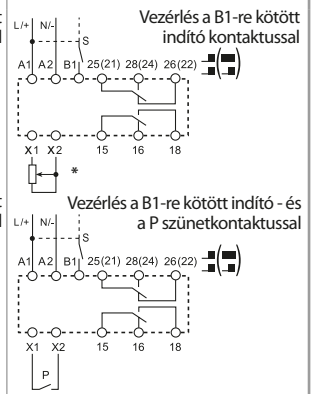 Vezérlés a B1-re kötött
indító kontaktussal
L/+ N/-
S
A1 A2 B1 25(21) 28(24) 26(22)
X1 X2 15 16 18
*
Vezérlés a B1-re kötött indító - és
a P szünetkontaktussal
L/+ N/-
S
A1 A2 B1 25(21) 28(24) 26(22)
X1 X2 15 16 18
P